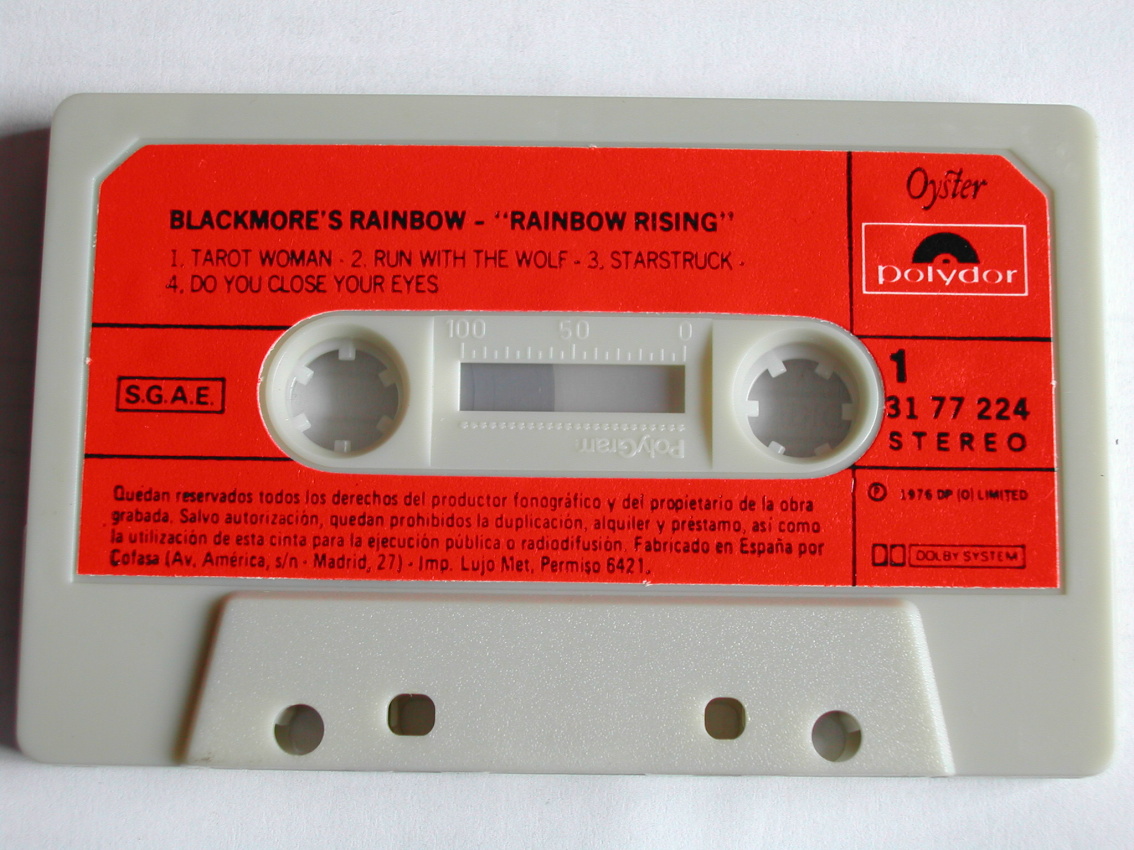 BLACKMORE'S RAINBOW - "RAINBOW RISING"
1. TAROT WOMAN - 2. RUN WITH THE WOLF - 3. STARSTRUCK -
4. DO YOU CLOSE YOUR EYES
Oyster
polydor
100 50 0
S.G.A.E.
PolyGram
1
31 77 224
STEREO
Quedan reservados todos los derechos del productor fonográfico y del propietario de la obra
grabada. Salvo autorización, quedan prohibidos la duplicación, alquiler y préstamo, así como
la utilización de esta cinta para la ejecución pública o radiodifusión. Fabricado en España por
Cofasa (Av. América, s/n - Madrid, 27) - Imp. Lujo Met, Permiso 6421.
℗ 1976 DP (O) LIMITED
DOLBY SYSTEM